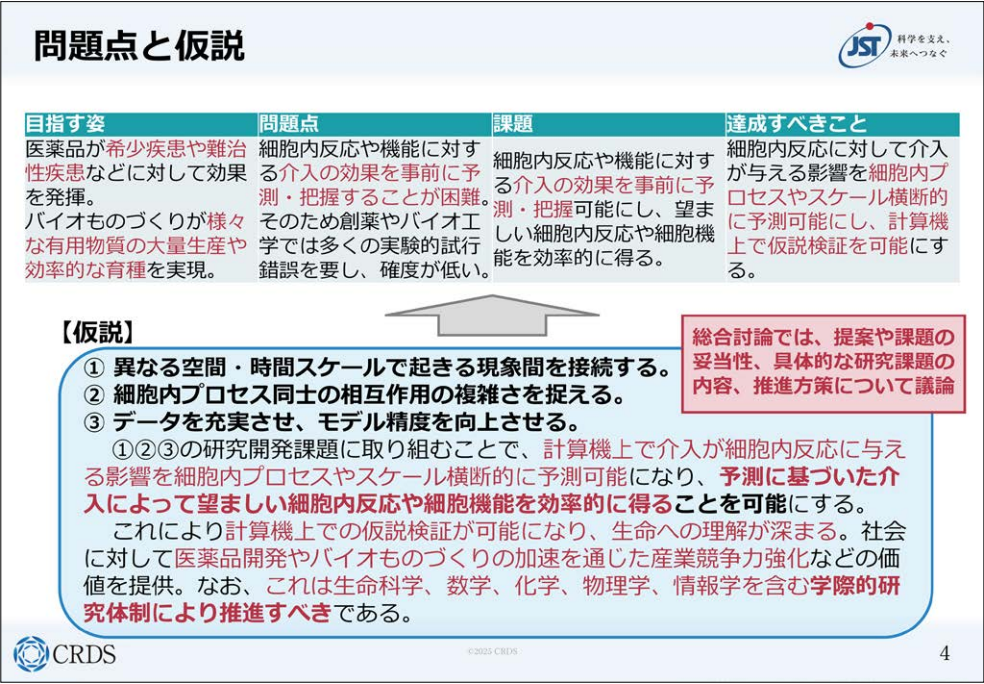 問題点と仮説
JST
科学を支え、
未来へつなぐ
目指す姿
医薬品が希少疾患や難治
性疾患などに対して効果
を発揮。
バイオものづくりが様々
な有用物質の大量生産や
効率的な育種を実現。
問題点
細胞内反応や機能に対す
る介入の効果を事前に予
測・把握することが困難。
そのため創薬やバイオ工
学では多くの実験的試行
錯誤を要し、確度が低い。
課題
細胞内反応や機能に対す
る介入の効果を事前に予
測・把握可能にし、望ま
しい細胞内反応や細胞機
能を効率的に得る。
達成すべきこと
細胞内反応に対して介入
が与える影響を細胞内プ
ロセスやスケール横断的
に予測可能にし、計算機
上で仮説検証を可能にす
る。
【仮説】
総合討論では、提案や課題の
妥当性、具体的な研究課題の
内容、推進方策について議論
① 異なる空間・時間スケールで起きる現象間を接続する。
② 細胞内プロセス同士の相互作用の複雑さを捉える。
③ データを充実させ、モデル精度を向上させる。
①②③の研究開発課題に取り組むことで、計算機上で介入が細胞内反応に与え
る影響を細胞内プロセスやスケール横断的に予測可能になり、予測に基づいた介
入によって望ましい細胞内反応や細胞機能を効率的に得ることを可能にする。
これにより計算機上での仮説検証が可能になり、生命への理解が深まる。社会
に対して医薬品開発やバイオものづくりの加速を通じた産業競争力強化などの価
値を提供。なお、これは生命科学、数学、化学、物理学、情報学を含む学際的研
究体制により推進すべきである。
CRDS
©2025 CRDS
4